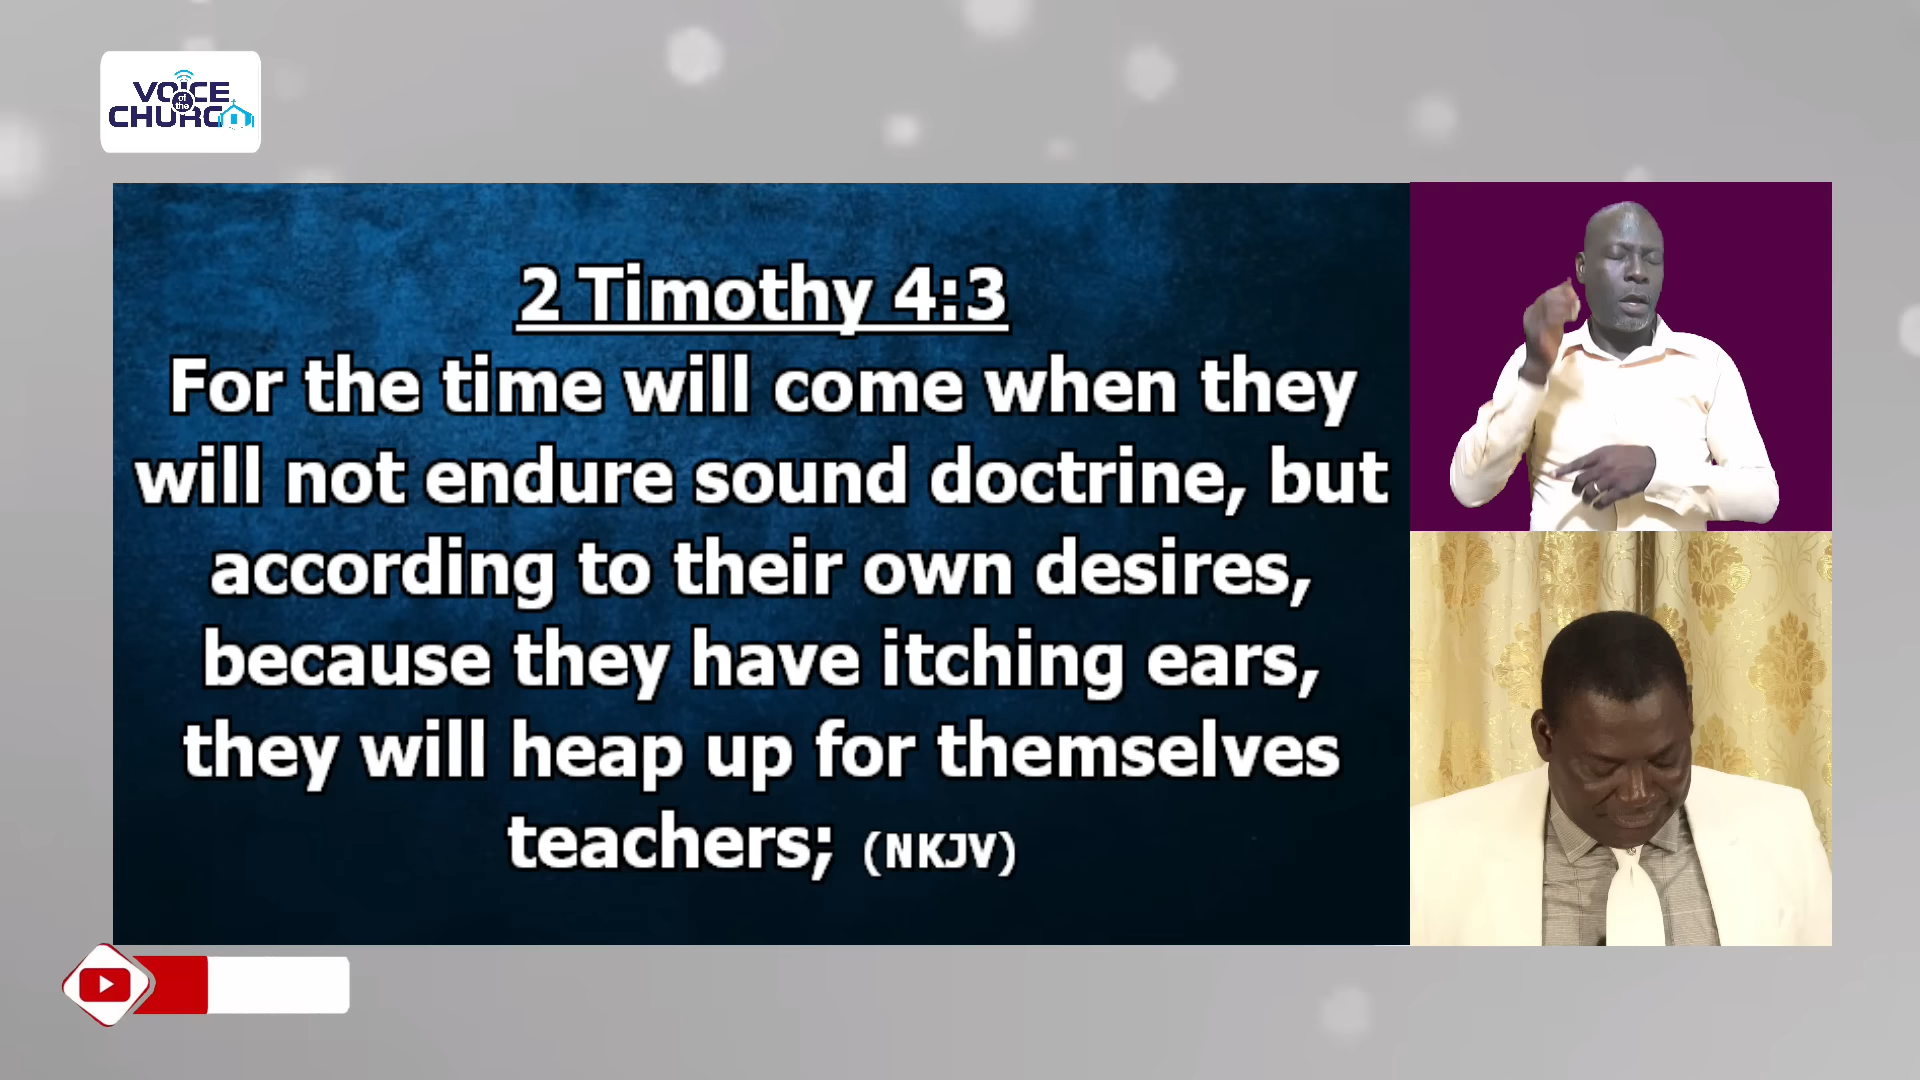 VOICE
of the
CHURCH
2 Timothy 4:3
For the time will come when they
will not endure sound doctrine, but
according to their own desires,
because they have itching ears,
they will heap up for themselves
teachers; (NKJV)